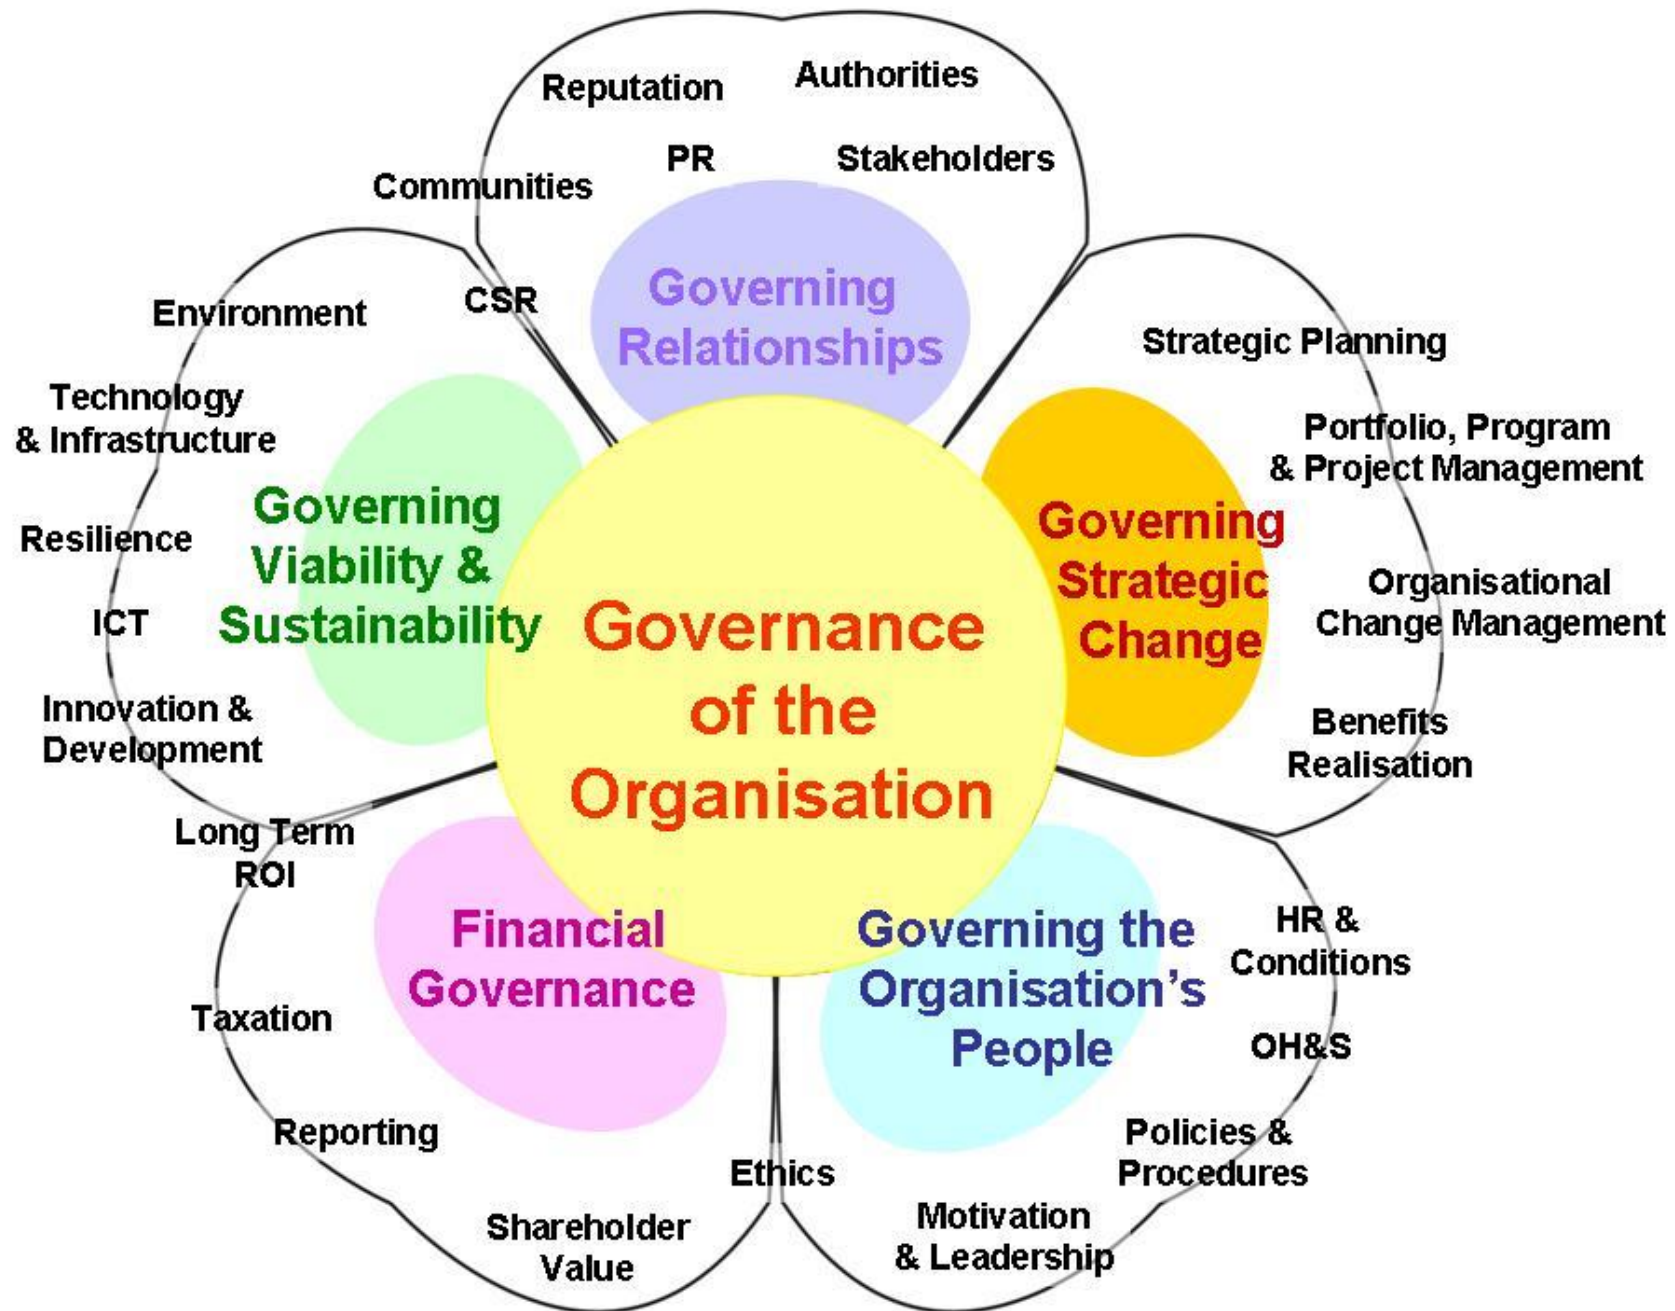 Reputation
Authorities
PR
Stakeholders
Communities
CSR
Governing
Relationships
Environment
Technology
& Infrastructure
Resilience
ICT
Innovation &
Development
Governing
Viability &
Sustainability
Strategic Planning
Portfolio, Program
& Project Management
Organisational
Change Management
Benefits
Realisation
Governing
Strategic
Change
Governance
of the
Organisation
Long Term
ROI
Taxation
Reporting
Shareholder
Value
Financial
Governance
Ethics
Governing the
Organisation’s
People
HR &
Conditions
OH&S
Policies &
Procedures
Motivation
& Leadership